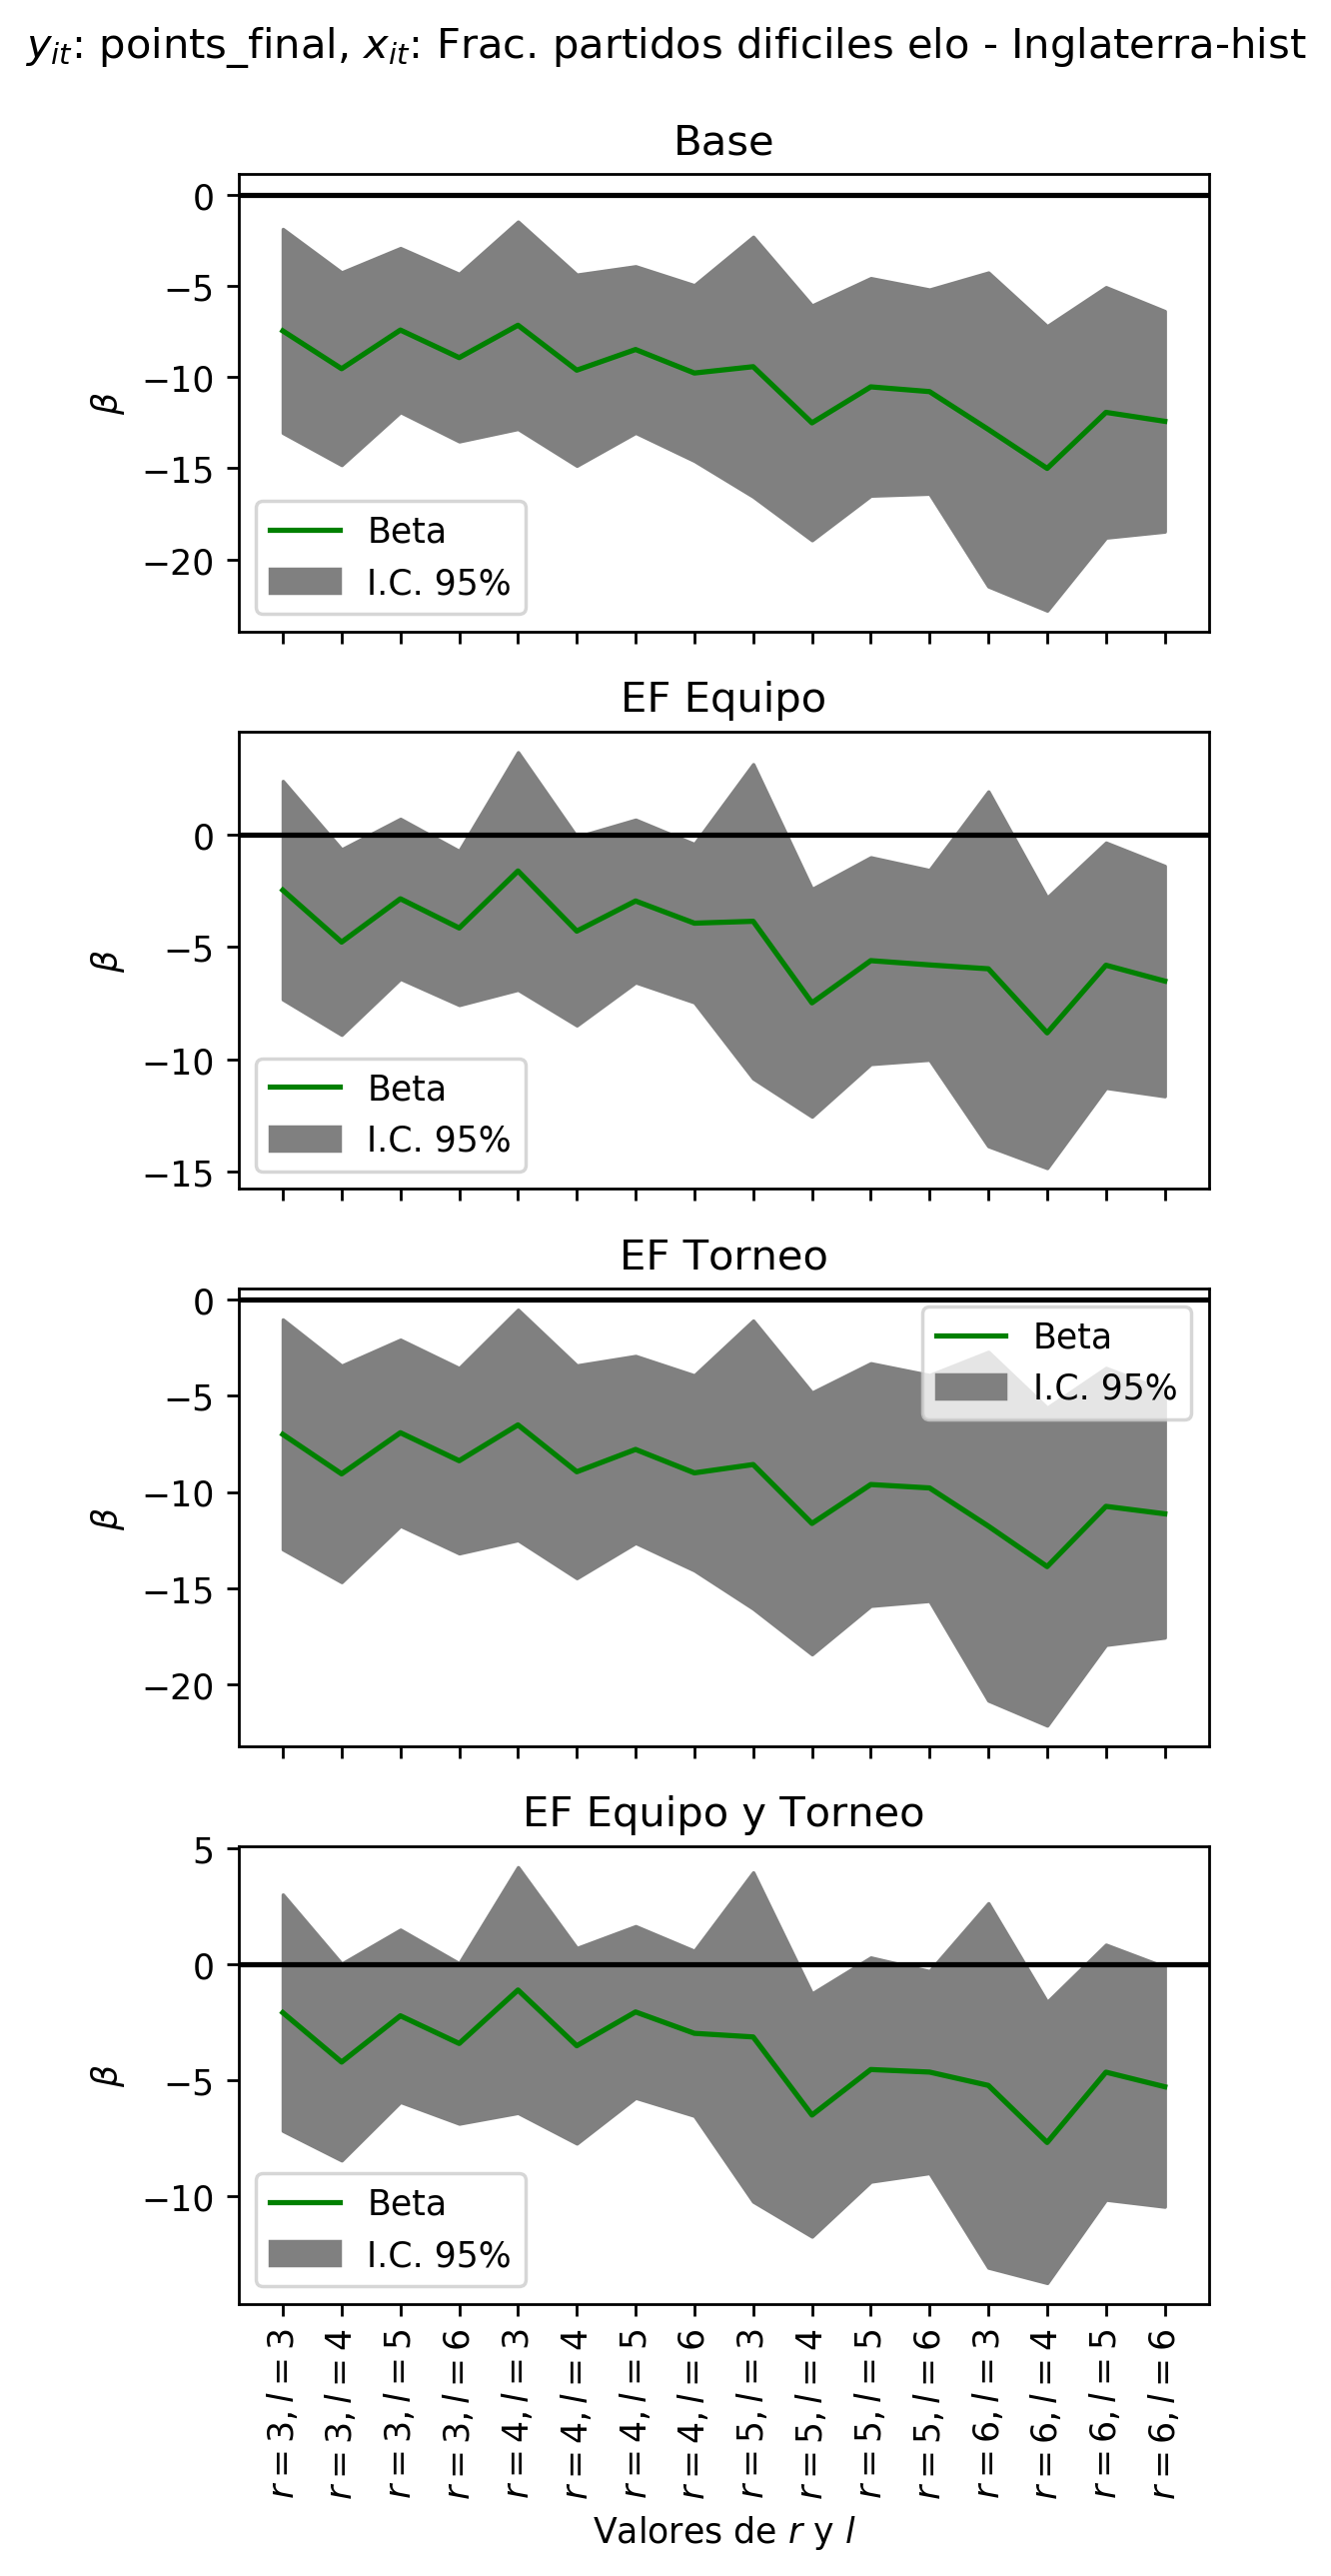 y_it: points_final, x_it: Frac. partidos dificiles elo - Inglaterra-hist
Base
0
−5
−10
−15
−20
β
Beta
I.C. 95%
EF Equipo
0
−5
−10
−15
β
Beta
I.C. 95%
EF Torneo
0
−5
−10
−15
−20
β
Beta
I.C. 95%
EF Equipo y Torneo
5
0
−5
−10
β
Beta
I.C. 95%
r = 3, l = 3
r = 3, l = 4
r = 3, l = 5
r = 3, l = 6
r = 4, l = 3
r = 4, l = 4
r = 4, l = 5
r = 4, l = 6
r = 5, l = 3
r = 5, l = 4
r = 5, l = 5
r = 5, l = 6
r = 6, l = 3
r = 6, l = 4
r = 6, l = 5
r = 6, l = 6
Valores de r y l